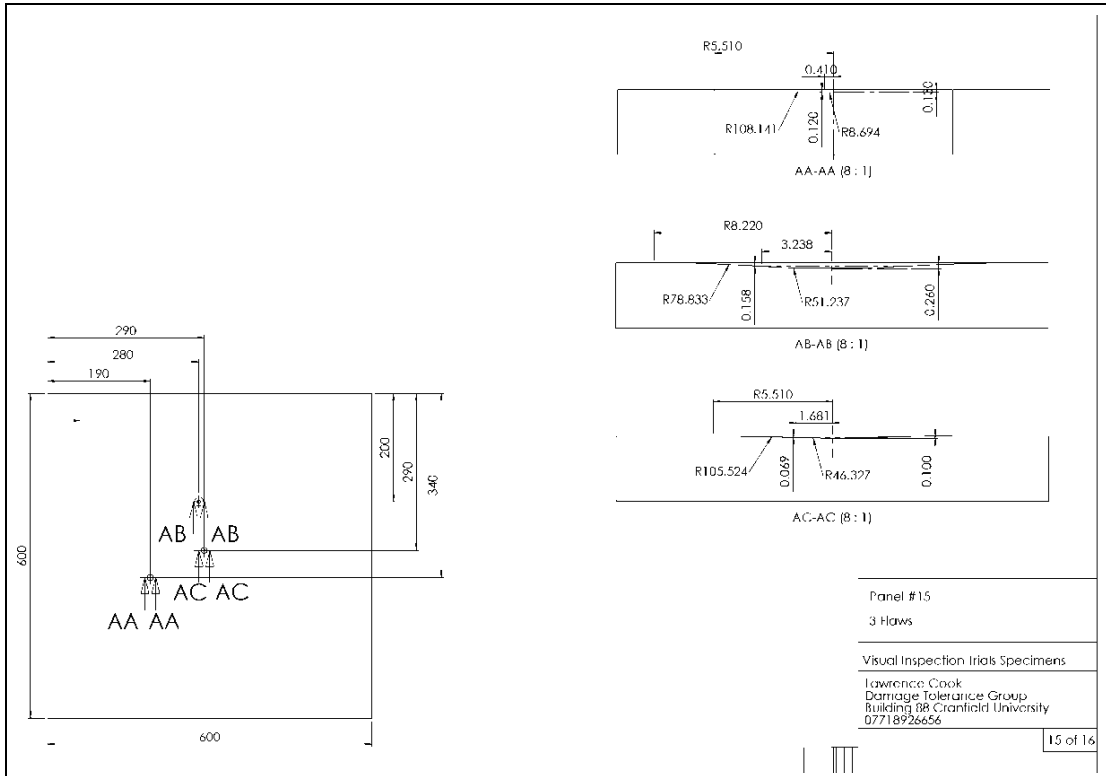 R5.510
0.410
0.130
R108.141
0.120
R8.694
AA-AA (8 : 1)
R8.220
3.238
R78.833
0.158
R51.237
0.260
AB-AB (8 : 1)
R5.510
1.681
R105.524
0.069
R46.327
0.100
AC-AC (8 : 1)
290
280
190
200
290
340
600
AB AB
AC AC
AA AA
600
Panel #15
3 Flaws
Visual Inspection Trials Specimens
Lawrence Cook
Damage Tolerance Group
Building 88 Cranfield University
07718926656
15 of 16